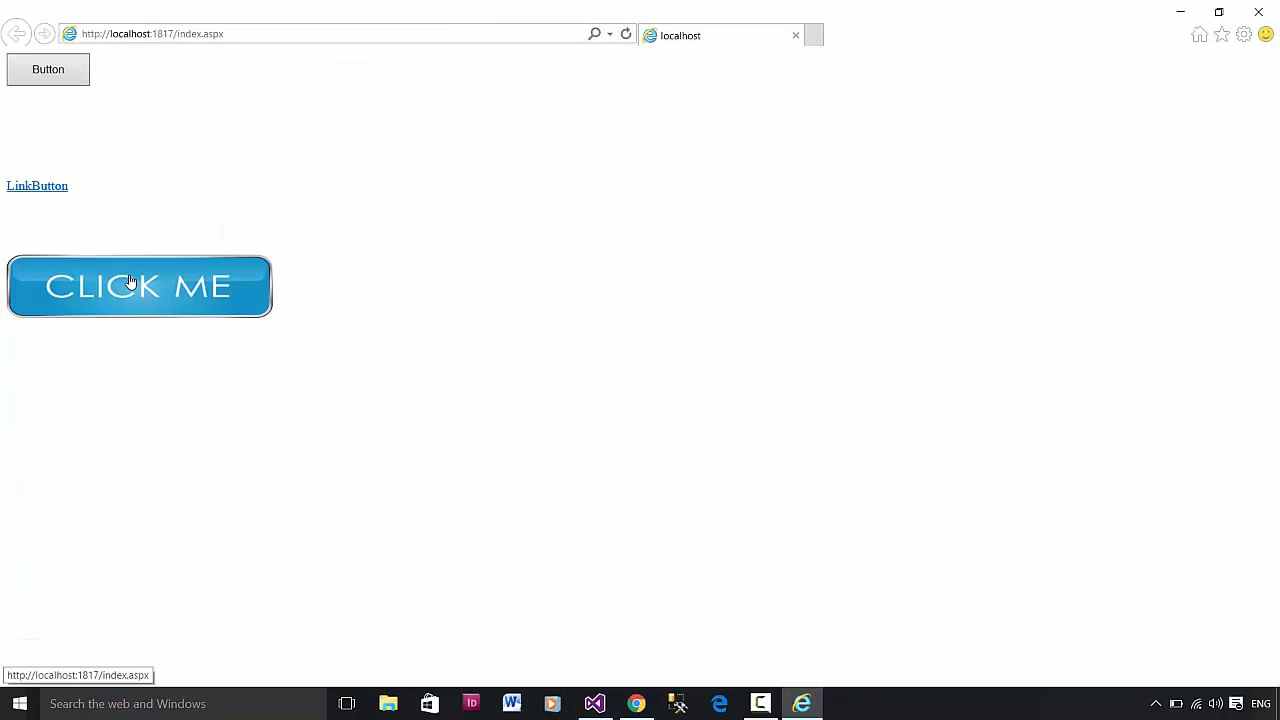 http://localhost:1817/index.aspx
localhost
Button
LinkButton
CLICK ME
http://localhost:1817/index.aspx
Search the web and Windows
ENG